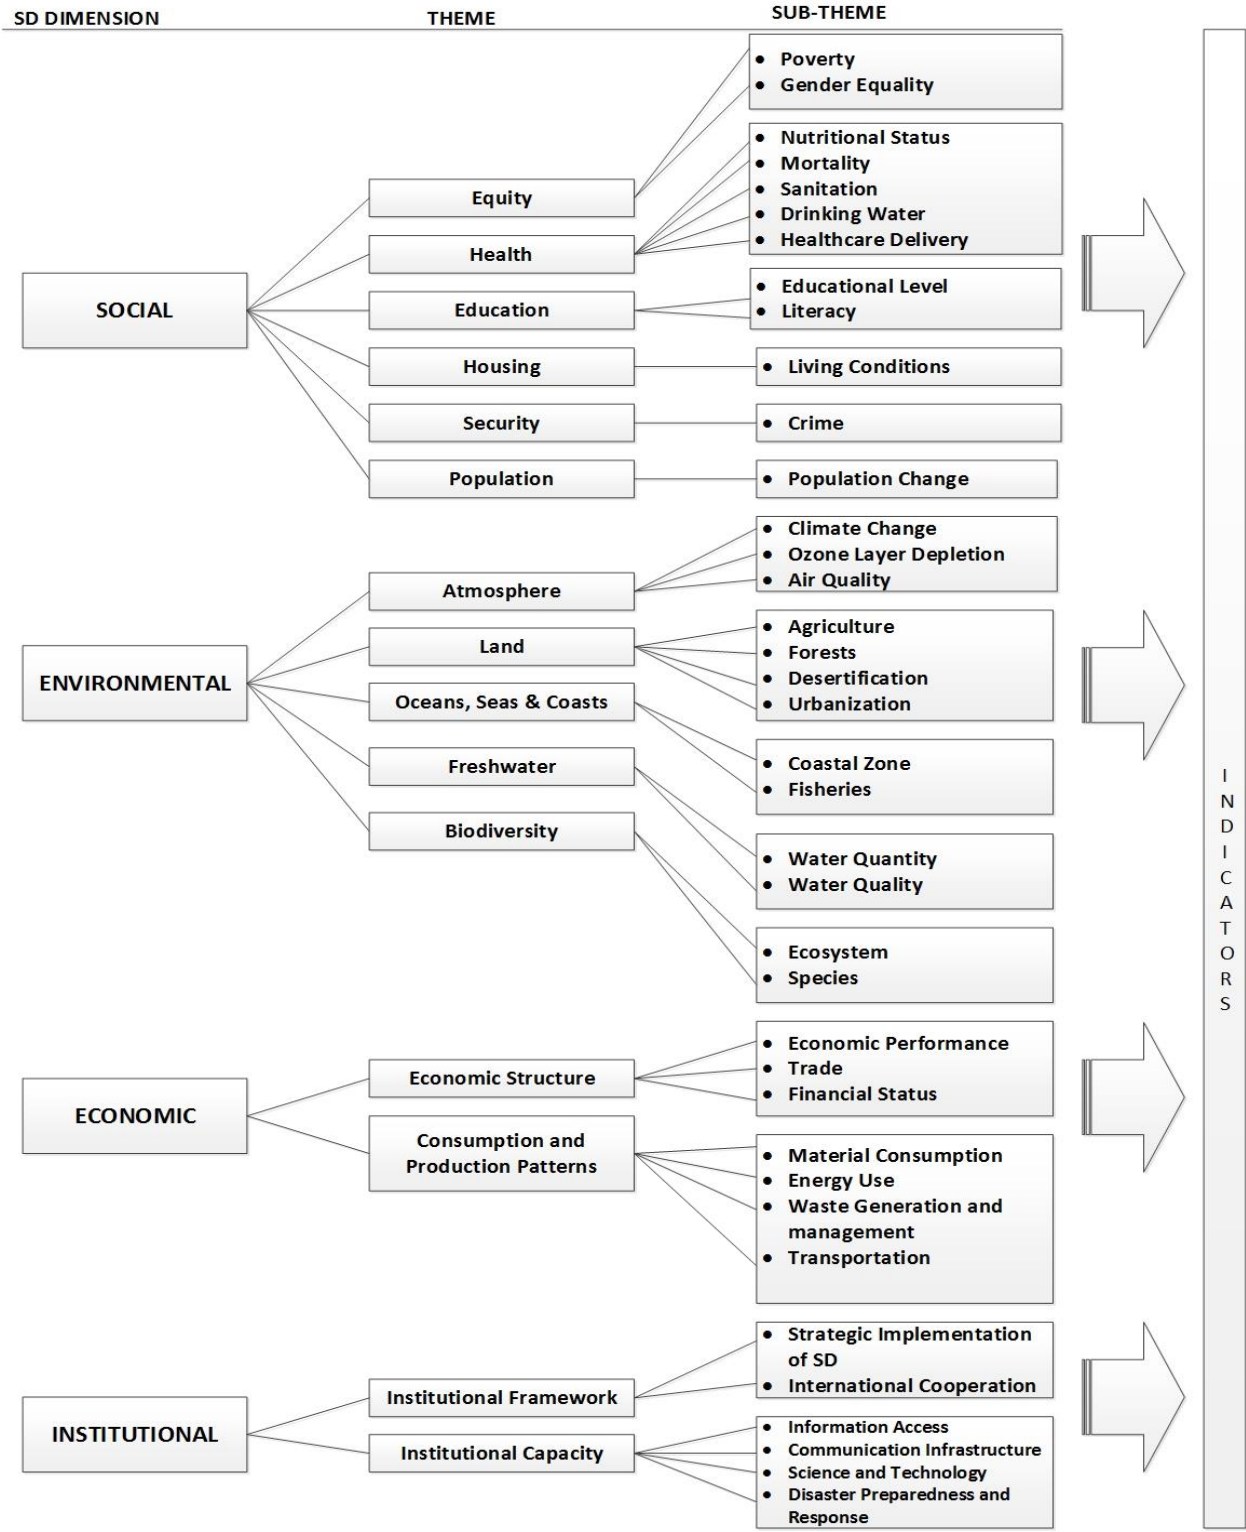 SD DIMENSION
THEME
SUB-THEME
SOCIAL
Equity
• Poverty
• Gender Equality
Health
• Nutritional Status
• Mortality
• Sanitation
• Drinking Water
• Healthcare Delivery
Education
• Educational Level
• Literacy
Housing
• Living Conditions
Security
• Crime
Population
• Population Change
ENVIRONMENTAL
Atmosphere
• Climate Change
• Ozone Layer Depletion
• Air Quality
Land
• Agriculture
• Forests
• Desertification
• Urbanization
Oceans, Seas & Coasts
• Coastal Zone
• Fisheries
Freshwater
• Water Quantity
• Water Quality
Biodiversity
• Ecosystem
• Species
ECONOMIC
Economic Structure
• Economic Performance
• Trade
• Financial Status
Consumption and
Production Patterns
• Material Consumption
• Energy Use
• Waste Generation and
management
• Transportation
INSTITUTIONAL
Institutional Framework
• Strategic Implementation
of SD
• International Cooperation
Institutional Capacity
• Information Access
• Communication Infrastructure
• Science and Technology
• Disaster Preparedness and
Response
INDICATORS